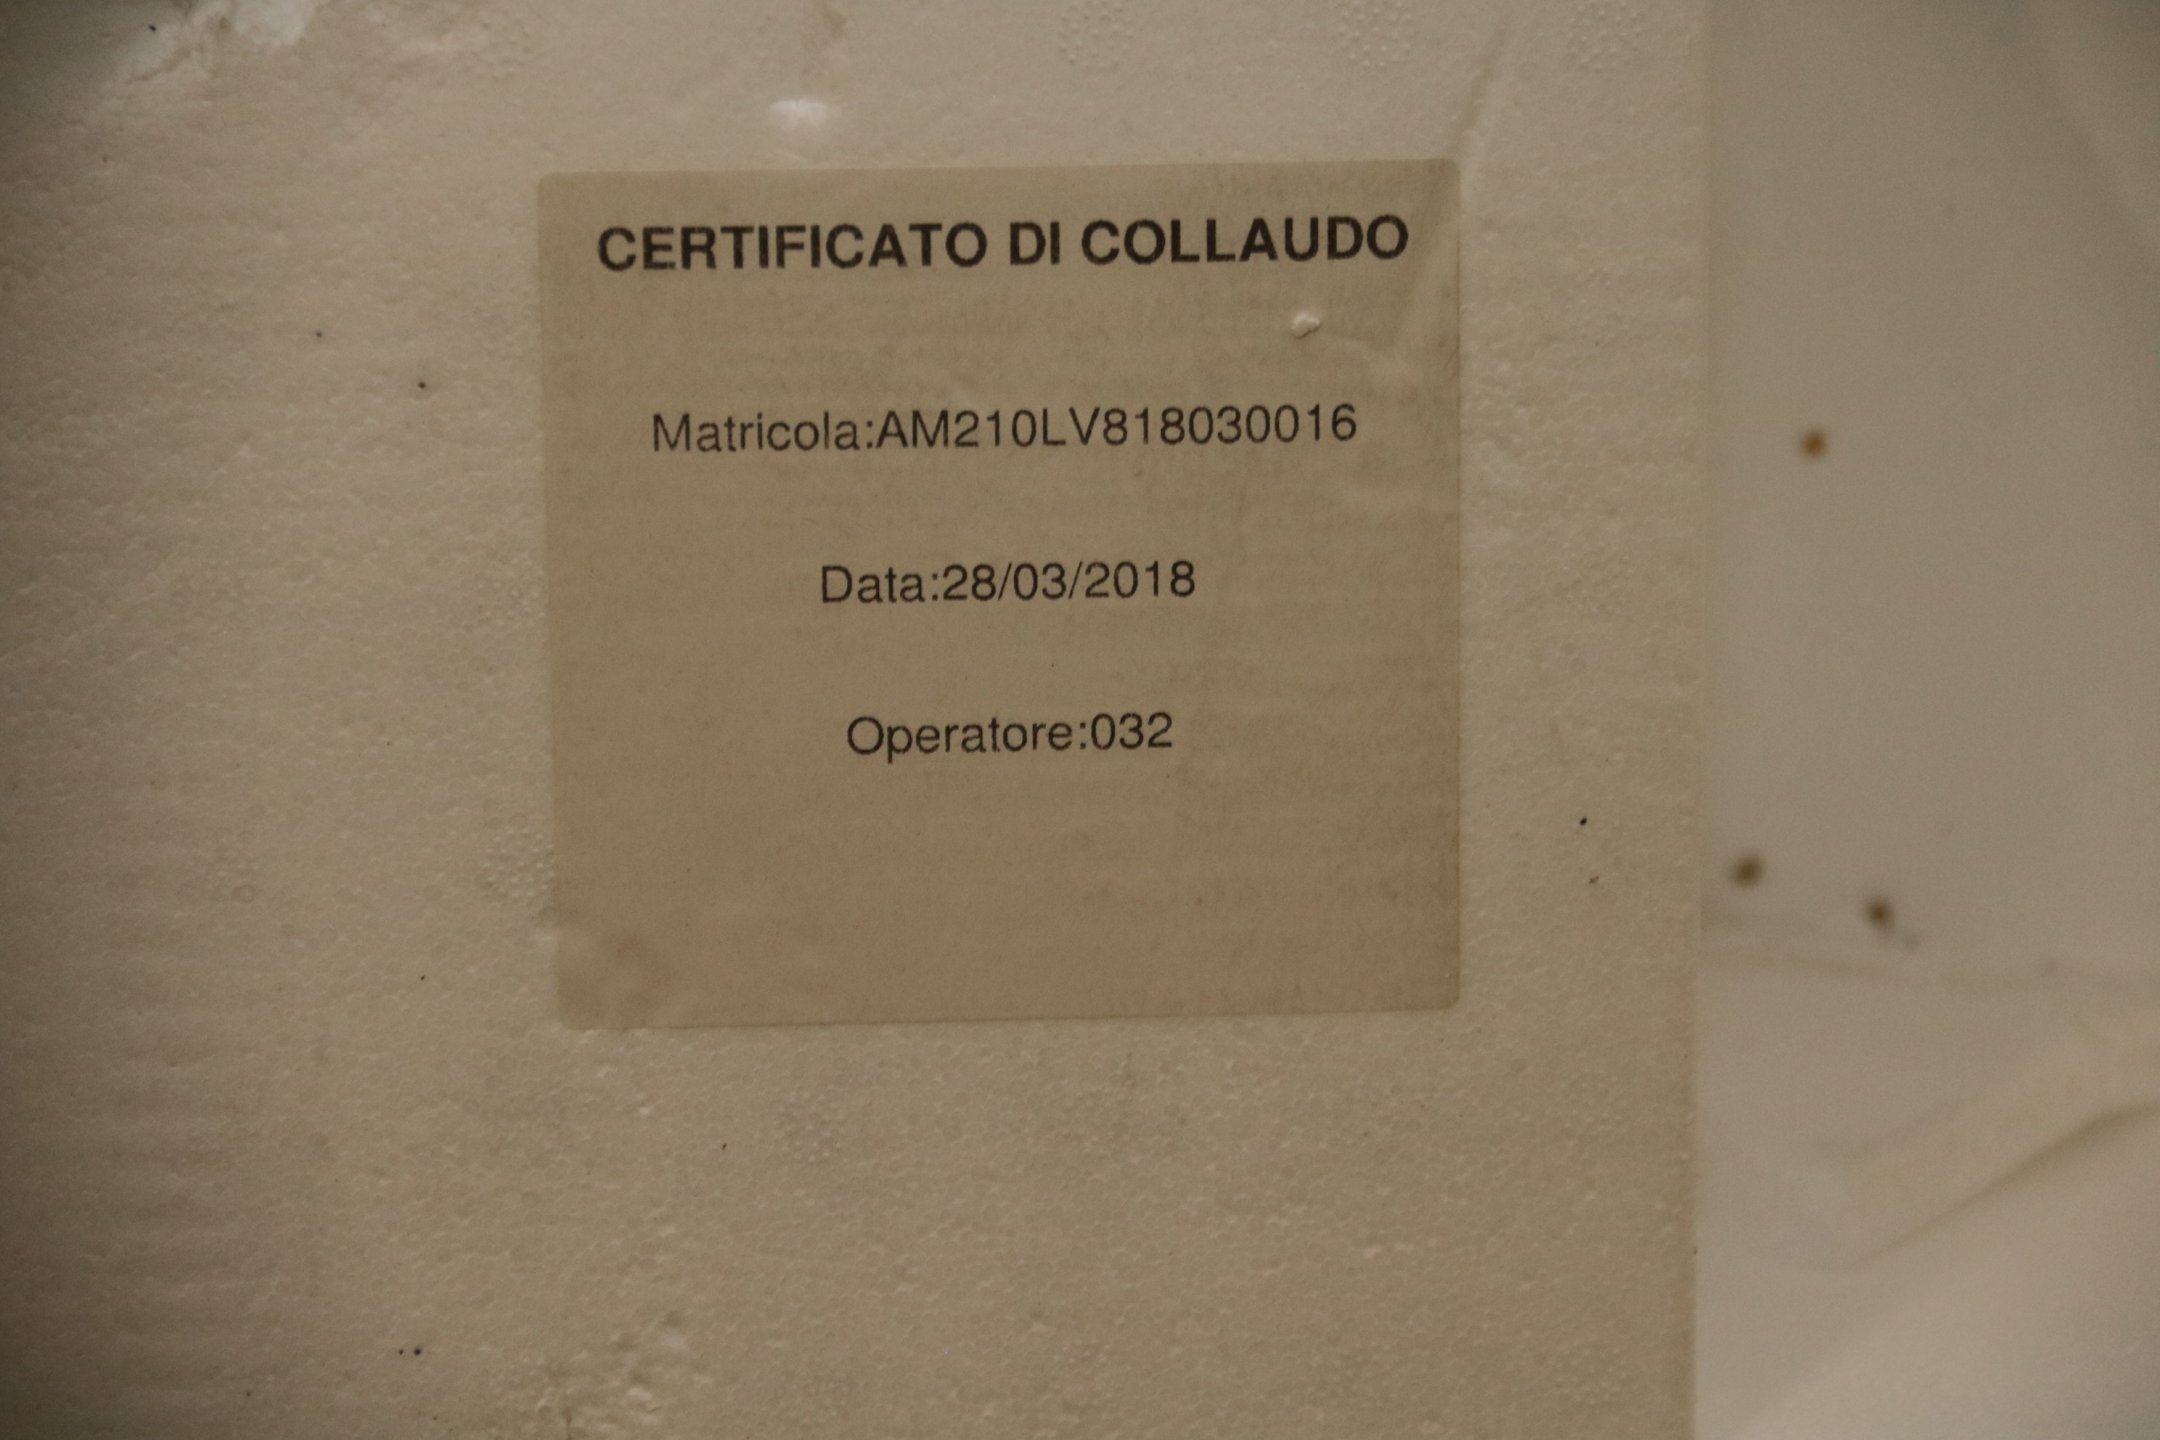 CERTIFICATO DI COLLAUDO
Matricola:AM210LV818030016
Data:28/03/2018
Operatore:032